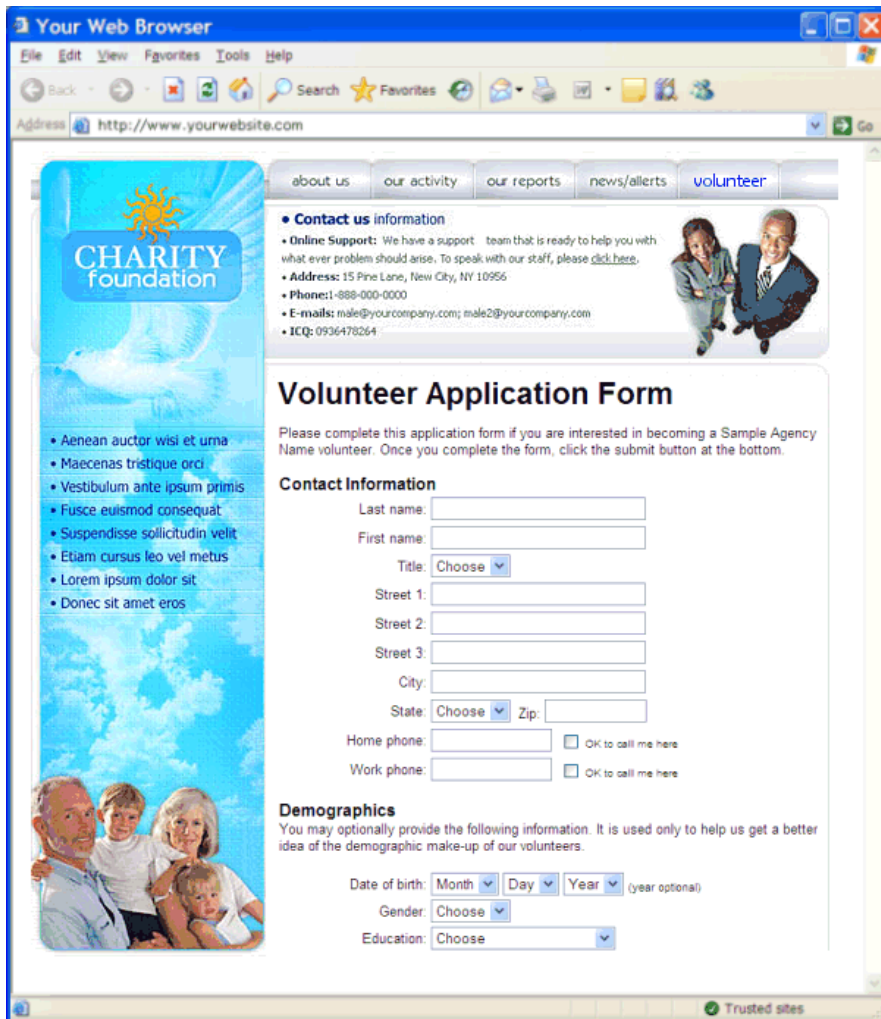 Your Web Browser
File Edit View Favorites Tools Help
Back Search Favorites
Address http://www.yourwebsite.com Go
about us our activity our reports news/allerts volunteer
CHARITY
foundation
• Contact us information
• Online Support: We have a support team that is ready to help you with
what ever problem should arise. To speak with our staff, please click here.
• Address: 15 Pine Lane, New City, NY 10956
• Phone:1-888-000-0000
• E-mails: male@yourcompany.com; male2@yourcompany.com
• ICQ: 0936478264
• Aenean auctor wisi et urna
• Maecenas tristique orci
• Vestibulum ante ipsum primis
• Fusce euismod consequat
• Suspendisse sollicitudin velit
• Etiam cursus leo vel metus
• Lorem ipsum dolor sit
• Donec sit amet eros
Volunteer Application Form
Please complete this application form if you are interested in becoming a Sample Agency
Name volunteer. Once you complete the form, click the submit button at the bottom.
Contact Information
Last name:
First name:
Title: Choose
Street 1:
Street 2:
Street 3:
City:
State: Choose Zip:
Home phone: OK to call me here
Work phone: OK to call me here
Demographics
You may optionally provide the following information. It is used only to help us get a better
idea of the demographic make-up of our volunteers.
Date of birth: Month Day Year (year optional)
Gender: Choose
Education: Choose
Trusted sites